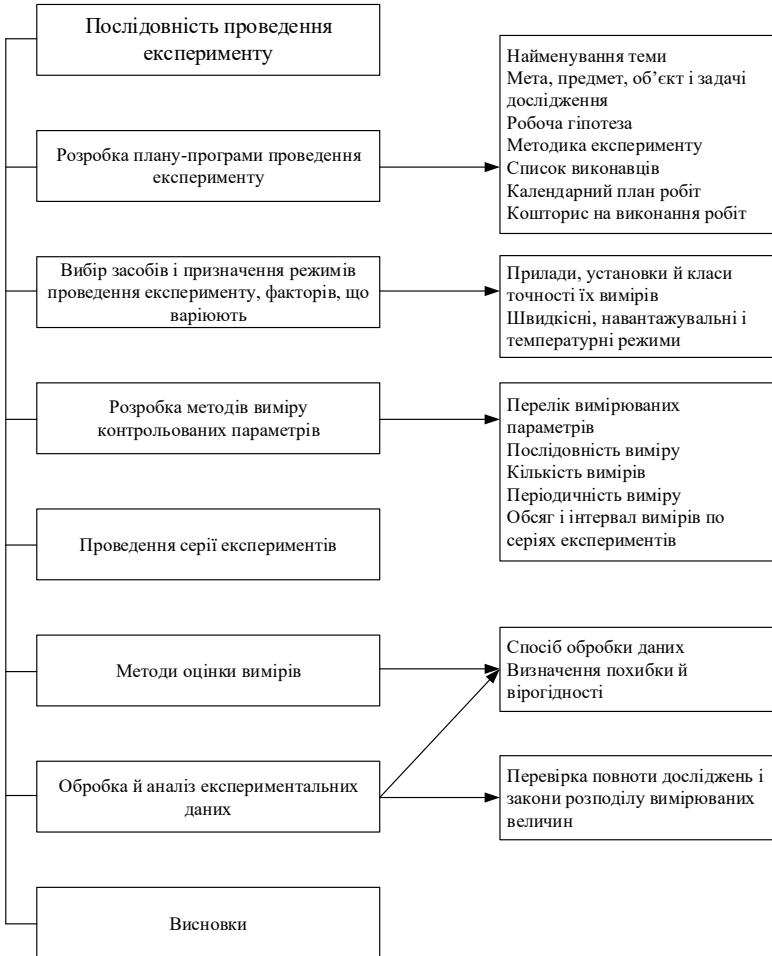 Послідовність проведення
експерименту
Найменування теми
Мета, предмет, об’єкт і задачі
дослідження
Робоча гіпотеза
Методика експерименту
Список виконавців
Календарний план робіт
Кошторис на виконання робіт
Розробка плану-програми проведення
експерименту
Вибір засобів і призначення режимів
проведення експерименту, факторів, що
варіюють
Прилади, установки й класи
точності їх вимірів
Швидкісні, навантажувальні і
температурні режими
Розробка методів виміру
контрольованих параметрів
Перелік вимірюваних
параметрів
Послідовність виміру
Кількість вимірів
Періодичність виміру
Обсяг і інтервал вимірів по
серіях експериментів
Проведення серії експериментів
Методи оцінки вимірів
Спосіб обробки даних
Визначення похибки й
вірогідності
Обробка й аналіз експериментальних
даних
Перевірка повноти досліджень і
закони розподілу вимірюваних
величин
Висновки